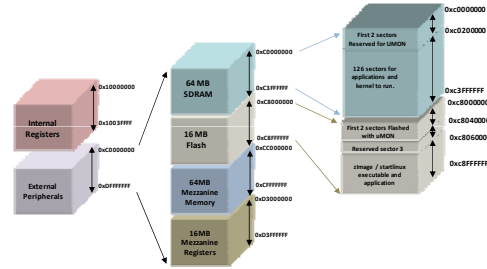 0x10000000
Internal
Registers
0x1003FFFF
0xCD000000
External
Peripherals
0xDFFFFFFF
0xC0000000
64 MB
SDRAM
0xC3FFFFFF
0xC8000000
16 MB
Flash
0xC8FFFFFF
0xCC000000
64MB
Mezzanine
Memory
0xCFFFFFFF
0xD3000000
16MB
Mezzanine
Registers
0xD3FFFFFF
0xc0000000
First 2 sectors
Reserved for UMON
0xc0200000
126 sectors for
applications and
kernel to run.
0xc3FFFFFF
0xc8000000
First 2 sectors Flashed
with uMON
0xc8040000
Reserved sector 3
0xc8060000
zImage / startlinux
executable and
application
0xc8FFFFFF